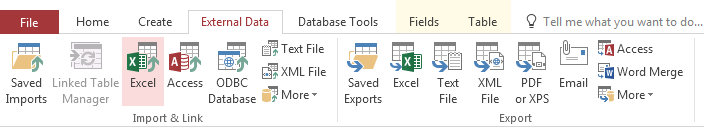 File Home Create External Data Database Tools Fields Table Tell me what you want to do...
Saved Imports
Linked Table Manager
Excel
Access
ODBC Database
Text File
XML File
More
Import & Link
Saved Exports
Excel
Text File
XML File
PDF or XPS
Email
Access
Word Merge
More
Export